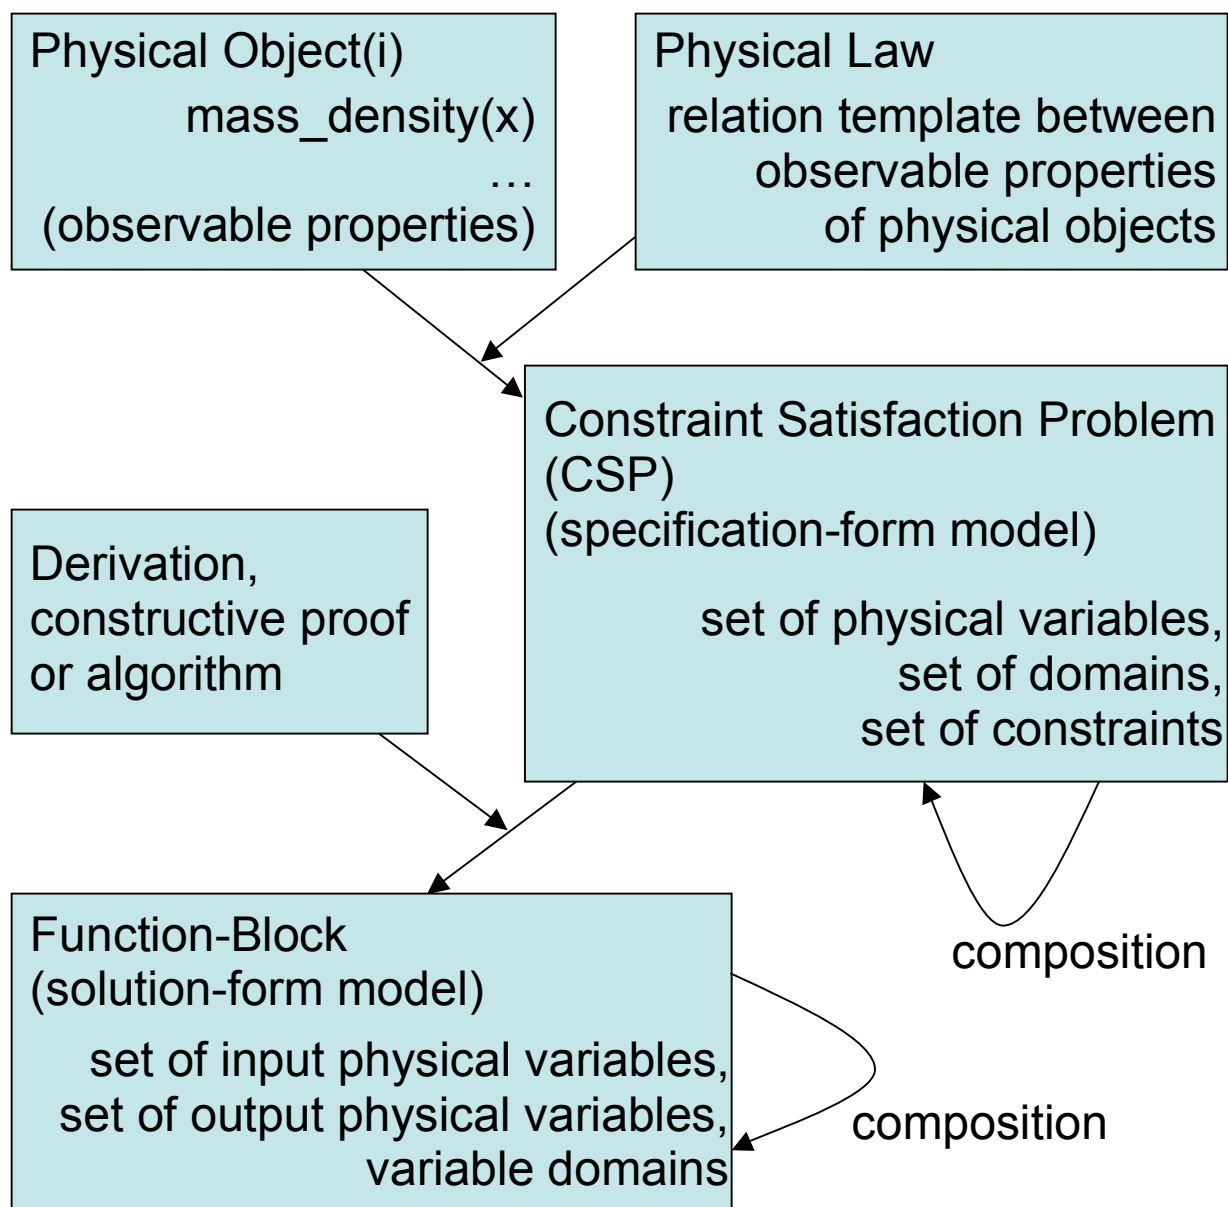 Physical Object(i)
mass_density(x)
…
(observable properties)
Physical Law
relation template between
observable properties
of physical objects
Constraint Satisfaction Problem
(CSP)
(specification-form model)
set of physical variables,
set of domains,
set of constraints
Derivation,
constructive proof
or algorithm
composition
Function-Block
(solution-form model)
set of input physical variables,
set of output physical variables,
variable domains
composition